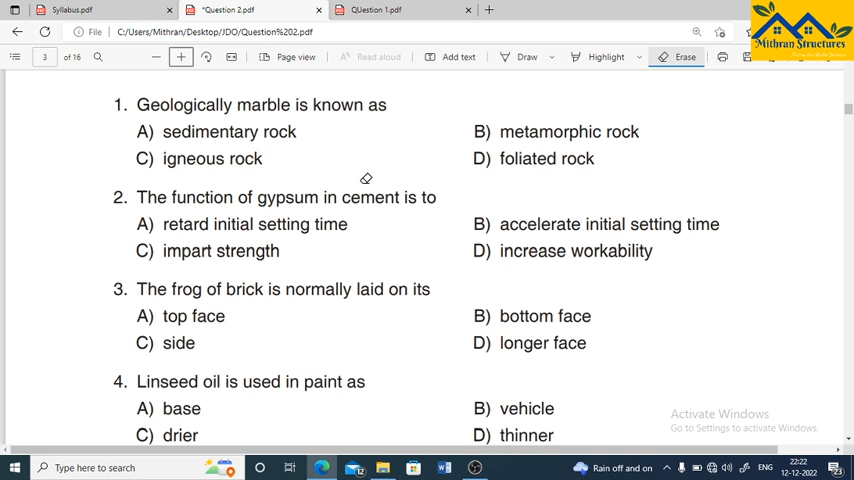 Syllabus.pdf
*Question 2.pdf
QUestion 1.pdf
File
C:/Users/Mithran/Desktop/JDO/Question%202.pdf
3 of 16
Page view
Read aloud
Add text
Draw
Highlight
Erase
Mithran Structures
1. Geologically marble is known as
A) sedimentary rock
B) metamorphic rock
C) igneous rock
D) foliated rock
2. The function of gypsum in cement is to
A) retard initial setting time
B) accelerate initial setting time
C) impart strength
D) increase workability
3. The frog of brick is normally laid on its
A) top face
B) bottom face
C) side
D) longer face
4. Linseed oil is used in paint as
A) base
B) vehicle
C) drier
D) thinner
Activate Windows
Go to Settings to activate Windows.
Type here to search
12
Rain off and on
ENG
22:22
12-12-2022
23